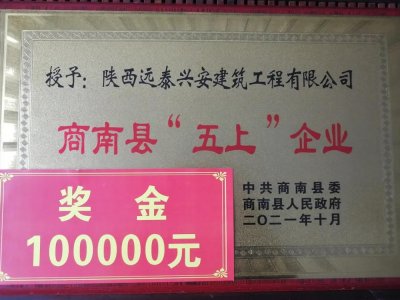 授予：陕西远泰兴安建筑工程有限公司
商南县“五上”企业
奖金
100000元
中共商南县委
商南县人民政府
二〇二一年十月